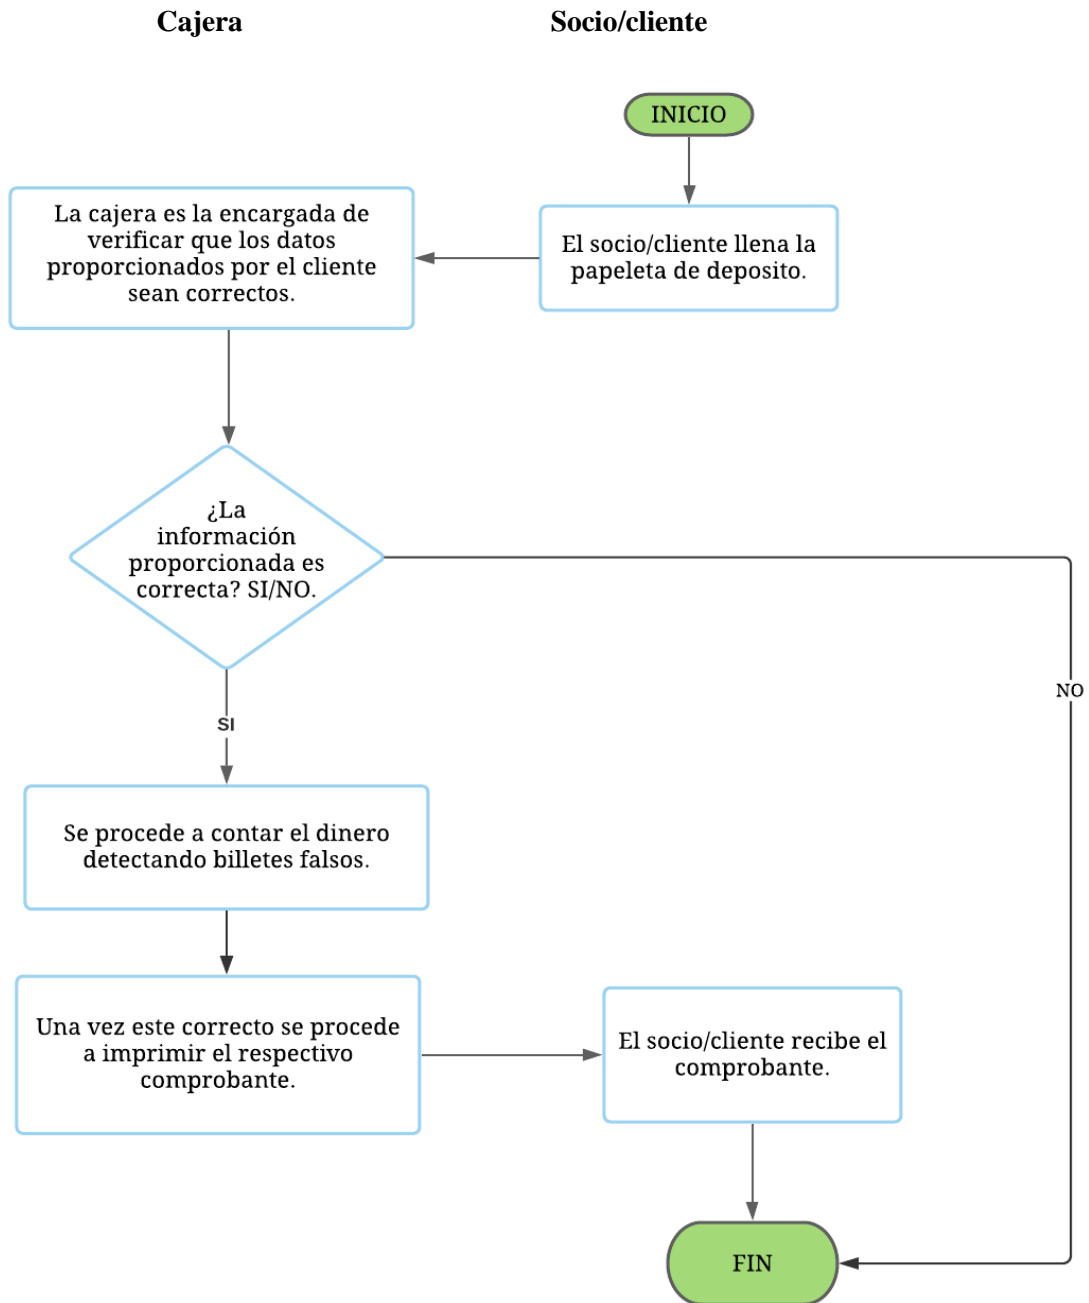 Cajera
Socio/cliente
INICIO
La cajera es la encargada de
verificar que los datos
proporcionados por el cliente
sean correctos.
El socio/cliente llena la
papeleta de deposito.
¿La
información
proporcionada es
correcta? SI/NO.
NO
SI
Se procede a contar el dinero
detectando billetes falsos.
Una vez este correcto se procede
a imprimir el respectivo
comprobante.
El socio/cliente recibe el
comprobante.
FIN